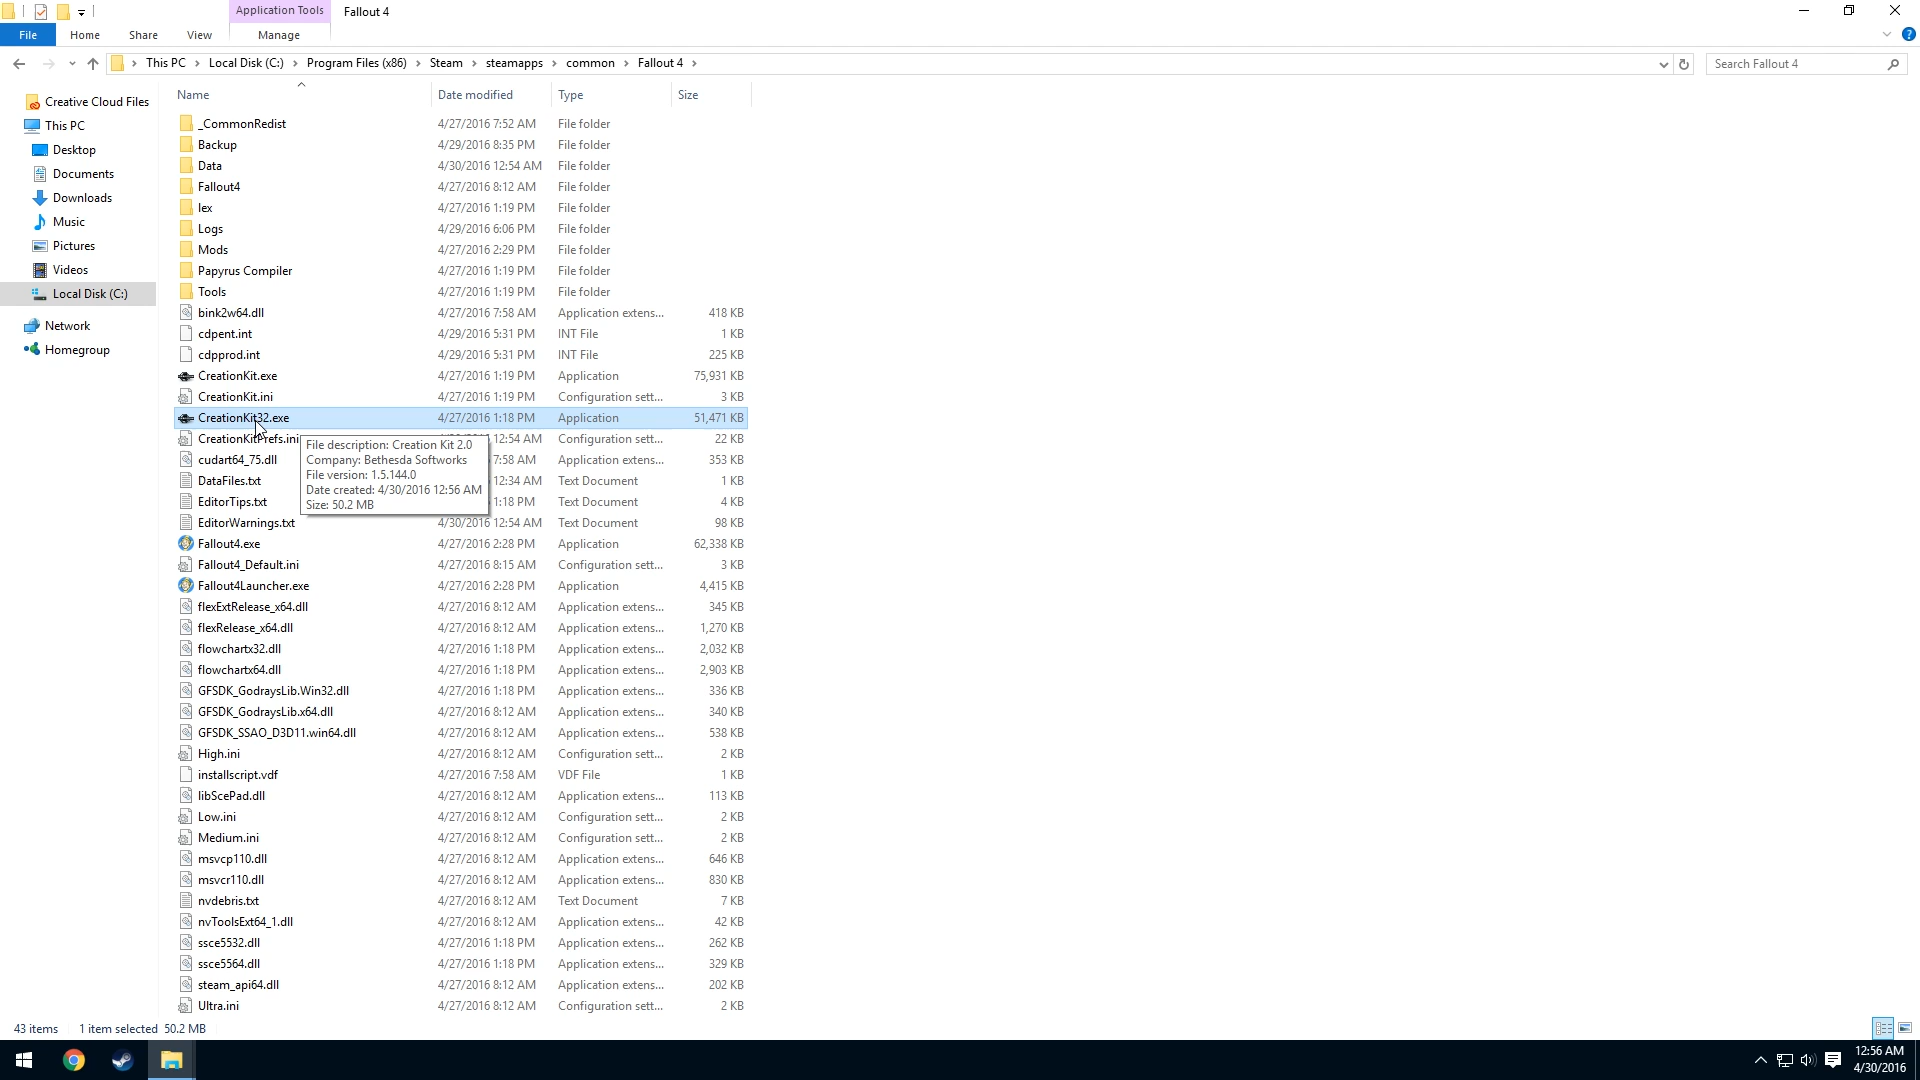 Application Tools
Fallout 4
File
Home
Share
View
Manage
This PC
Local Disk (C:)
Program Files (x86)
Steam
steamapps
common
Fallout 4
Search Fallout 4
Creative Cloud Files
This PC
Desktop
Documents
Downloads
Music
Pictures
Videos
Local Disk (C:)
Network
Homegroup
Name Date modified Type Size
_CommonRedist 4/27/2016 7:52 AM File folder
Backup 4/29/2016 8:35 PM File folder
Data 4/30/2016 12:54 AM File folder
Fallout4 4/27/2016 8:12 AM File folder
lex 4/27/2016 1:19 PM File folder
Logs 4/29/2016 6:06 PM File folder
Mods 4/27/2016 2:29 PM File folder
Papyrus Compiler 4/27/2016 1:19 PM File folder
Tools 4/27/2016 1:19 PM File folder
bink2w64.dll 4/27/2016 7:58 AM Application extens... 418 KB
cdpent.int 4/29/2016 5:31 PM INT File 1 KB
cdpprod.int 4/29/2016 5:31 PM INT File 225 KB
CreationKit.exe 4/27/2016 1:19 PM Application 75,931 KB
CreationKit.ini 4/27/2016 1:19 PM Configuration sett... 3 KB
CreationKit32.exe 4/27/2016 1:18 PM Application 51,471 KB
CreationKitPrefs.ini 12:54 AM Configuration sett... 22 KB
cudart64_75.dll 7:58 AM Application extens... 353 KB
DataFiles.txt 12:34 AM Text Document 1 KB
EditorTips.txt 1:18 PM Text Document 4 KB
EditorWarnings.txt 4/30/2016 12:54 AM Text Document 98 KB
Fallout4.exe 4/27/2016 2:28 PM Application 62,338 KB
Fallout4_Default.ini 4/27/2016 8:15 AM Configuration sett... 3 KB
Fallout4Launcher.exe 4/27/2016 2:28 PM Application 4,415 KB
flexExtRelease_x64.dll 4/27/2016 8:12 AM Application extens... 345 KB
flexRelease_x64.dll 4/27/2016 8:12 AM Application extens... 1,270 KB
flowchartx32.dll 4/27/2016 1:18 PM Application extens... 2,032 KB
flowchartx64.dll 4/27/2016 1:18 PM Application extens... 2,903 KB
GFSDK_GodraysLib.Win32.dll 4/27/2016 1:18 PM Application extens... 336 KB
GFSDK_GodraysLib.x64.dll 4/27/2016 8:12 AM Application extens... 340 KB
GFSDK_SSAO_D3D11.win64.dll 4/27/2016 8:12 AM Application extens... 538 KB
High.ini 4/27/2016 8:12 AM Configuration sett... 2 KB
installscript.vdf 4/27/2016 7:58 AM VDF File 1 KB
libScePad.dll 4/27/2016 8:12 AM Application extens... 113 KB
Low.ini 4/27/2016 8:12 AM Configuration sett... 2 KB
Medium.ini 4/27/2016 8:12 AM Configuration sett... 2 KB
msvcp110.dll 4/27/2016 8:12 AM Application extens... 646 KB
msvcr110.dll 4/27/2016 8:12 AM Application extens... 830 KB
nvdebris.txt 4/27/2016 8:12 AM Text Document 7 KB
nvToolsExt64_1.dll 4/27/2016 8:12 AM Application extens... 42 KB
ssce5532.dll 4/27/2016 1:18 PM Application extens... 262 KB
ssce5564.dll 4/27/2016 1:18 PM Application extens... 329 KB
steam_api64.dll 4/27/2016 8:12 AM Application extens... 202 KB
Ultra.ini 4/27/2016 8:12 AM Configuration sett... 2 KB
File description: Creation Kit 2.0
Company: Bethesda Softworks
File version: 1.5.144.0
Date created: 4/30/2016 12:56 AM
Size: 50.2 MB
43 items 1 item selected 50.2 MB
12:56 AM
4/30/2016